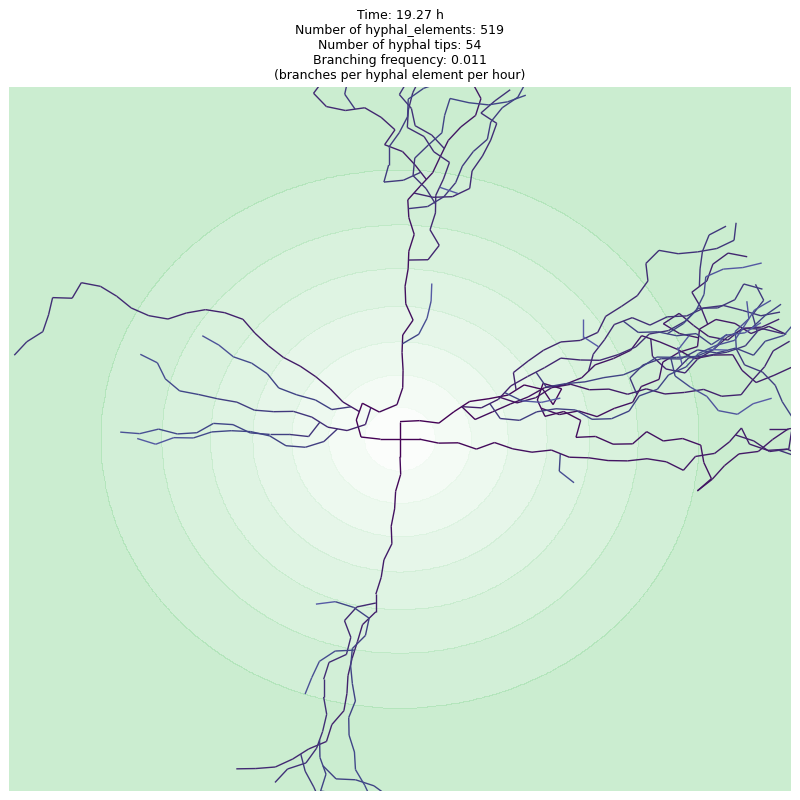 Time: 19.27 h
Number of hyphal_elements: 519
Number of hyphal tips: 54
Branching frequency: 0.011
(branches per hyphal element per hour)